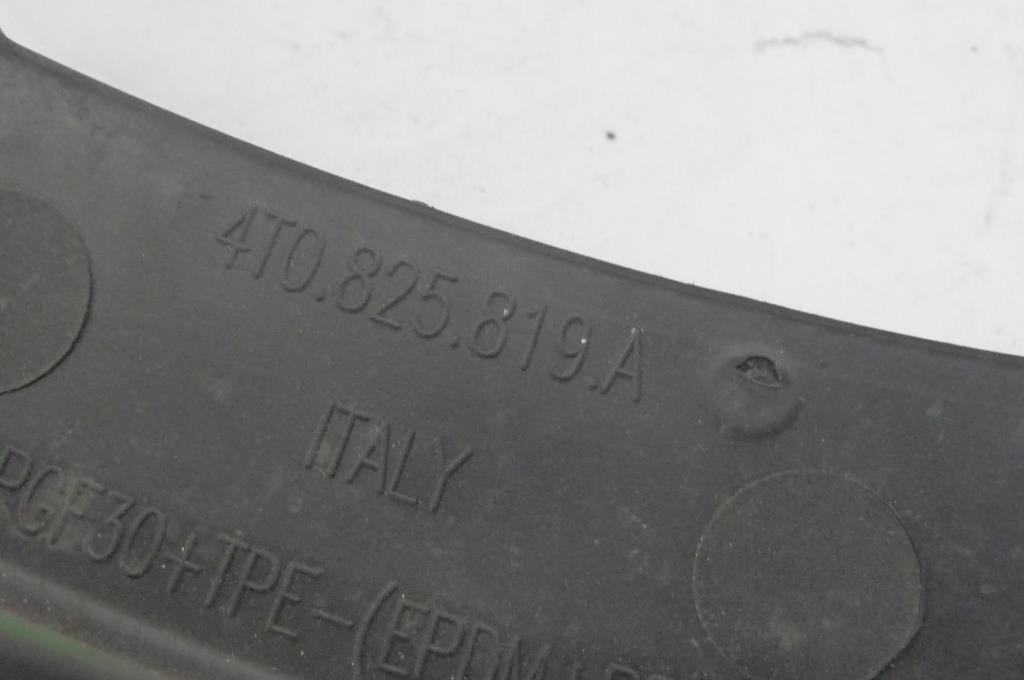 4T0.825.819.A
ITALY
PGF30+TPE-(EPDM+P